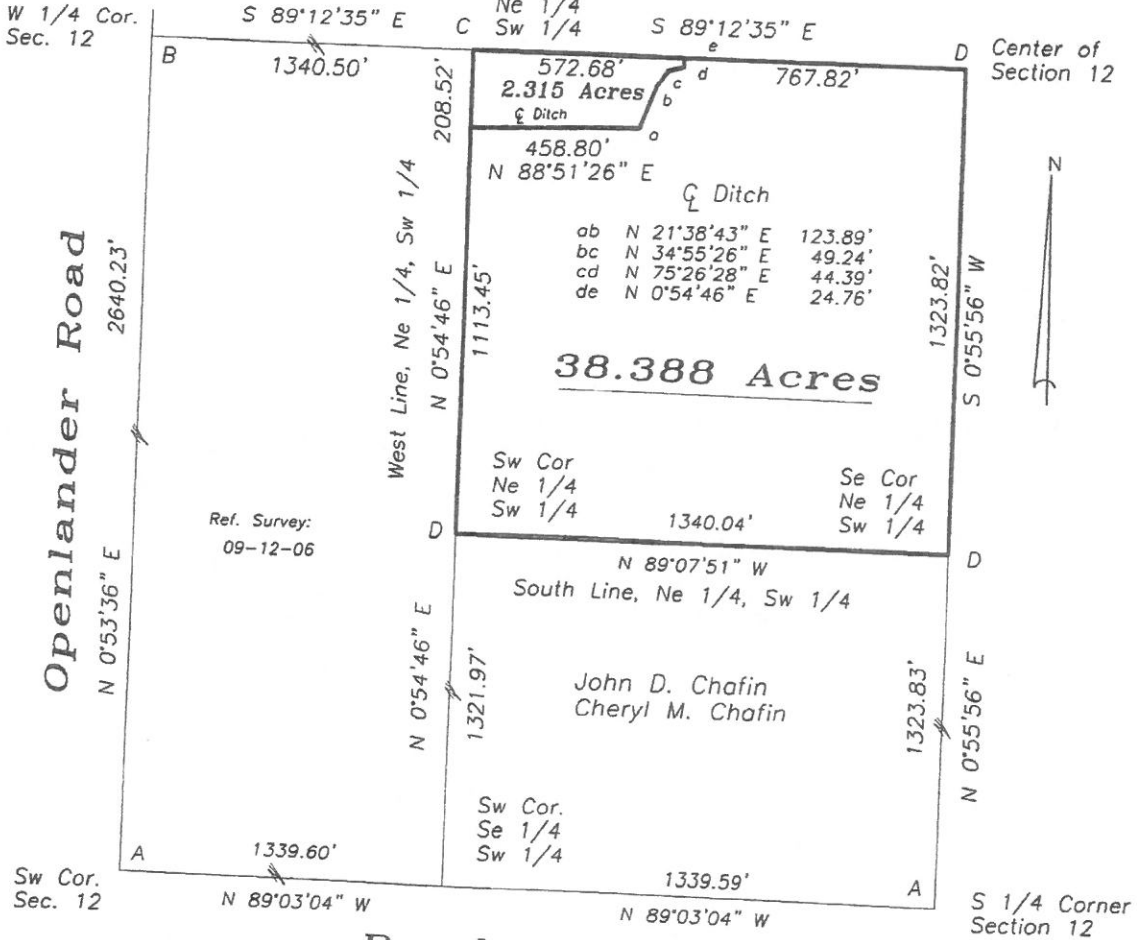 W 1/4 Cor.
Sec. 12
S 89°12'35" E
Ne 1/4
Sw 1/4
S 89°12'35" E
B
C
e
D
Center of
Section 12
1340.50'
572.68'
767.82'
208.52'
2.315 Acres
℄ Ditch
d
c
b
a
458.80'
N 88°51'26" E
N
℄ Ditch
ab N 21°38'43" E 123.89'
bc N 34°55'26" E 49.24'
cd N 75°26'28" E 44.39'
de N 0°54'46" E 24.76'
Openlander Road
2640.23'
N 0°53'36" E
West Line, Ne 1/4, Sw 1/4
N 0°54'46" E
1113.45'
1323.82'
S 0°55'56" W
38.388 Acres
Sw Cor
Ne 1/4
Sw 1/4
Se Cor
Ne 1/4
Sw 1/4
1340.04'
Ref. Survey:
09-12-06
D
D
N 89°07'51" W
South Line, Ne 1/4, Sw 1/4
N 0°54'46" E
1321.97'
John D. Chafin
Cheryl M. Chafin
1323.83'
N 0°55'56" E
Sw Cor.
Se 1/4
Sw 1/4
A
1339.60'
1339.59'
A
Sw Cor.
Sec. 12
N 89°03'04" W
N 89°03'04" W
S 1/4 Corner
Section 12